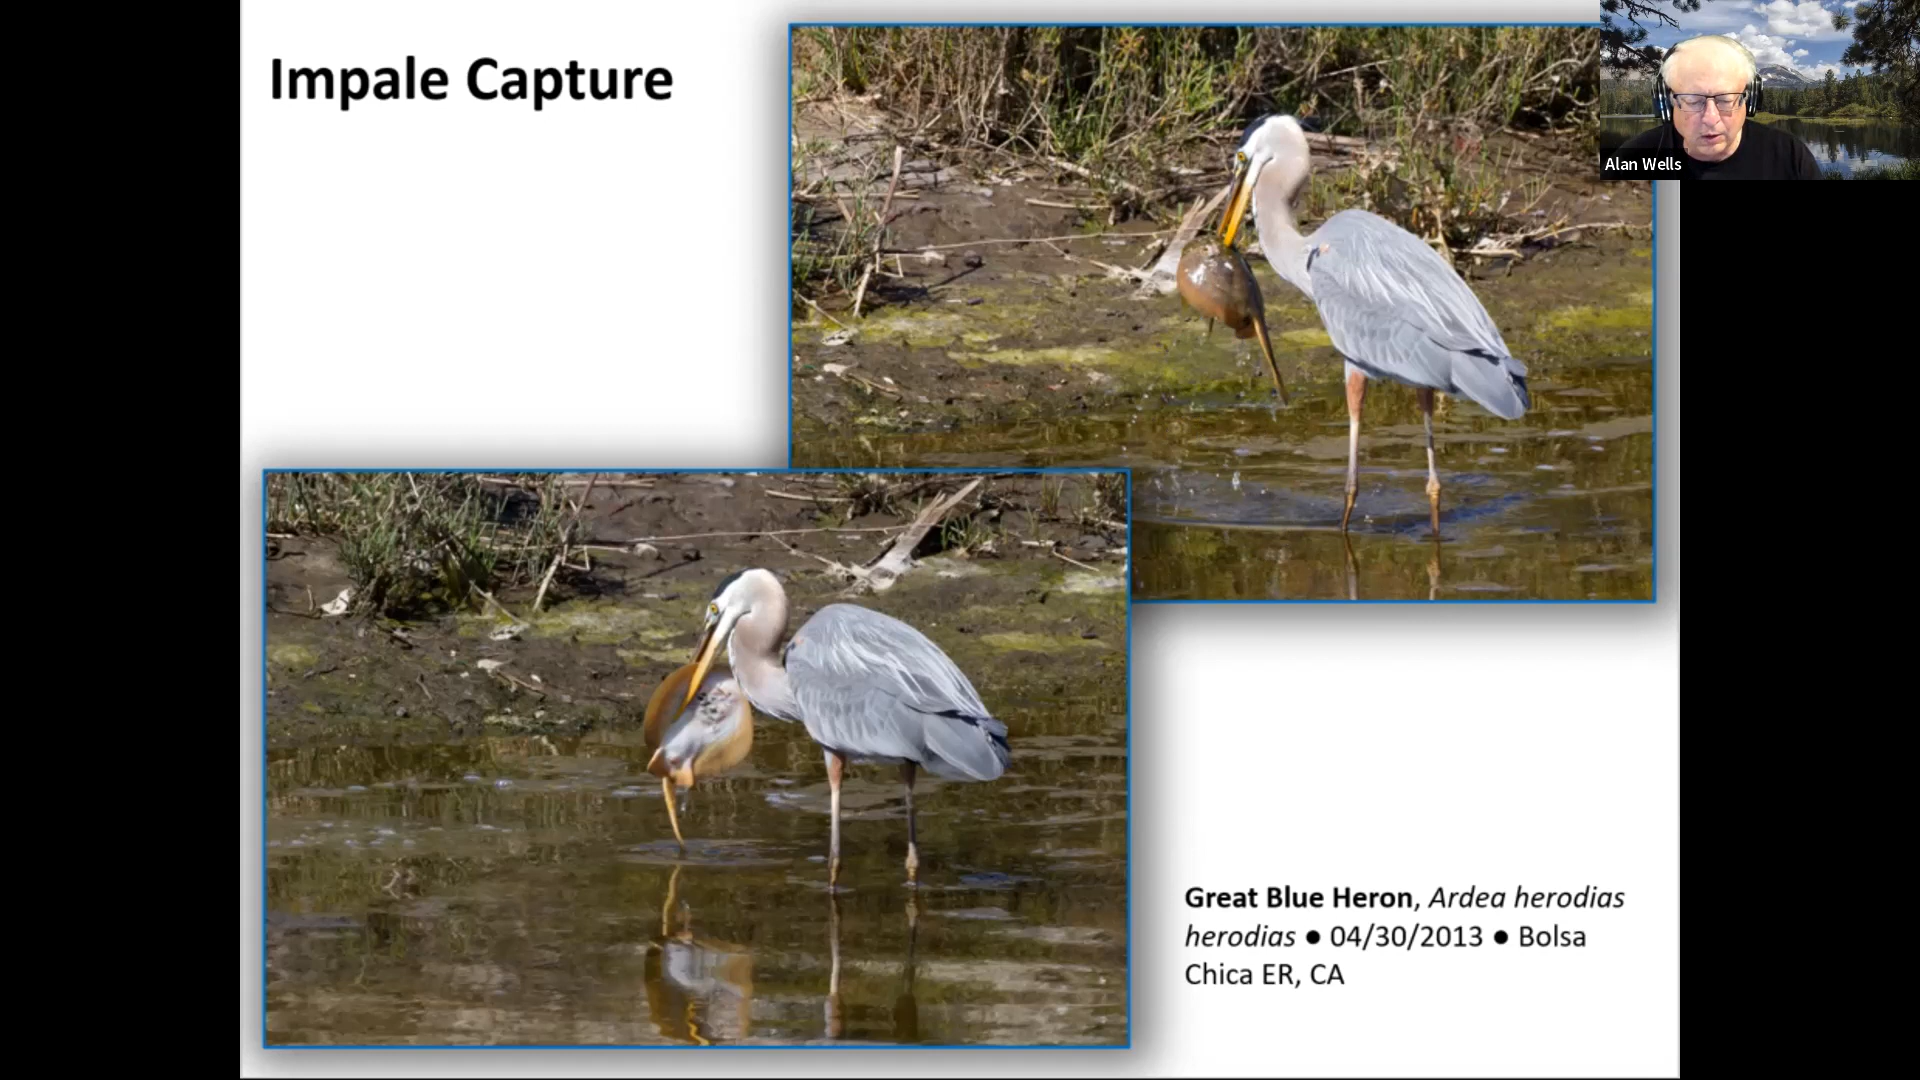 Impale Capture
Alan Wells
Great Blue Heron, Ardea herodias
herodias ● 04/30/2013 ● Bolsa
Chica ER, CA